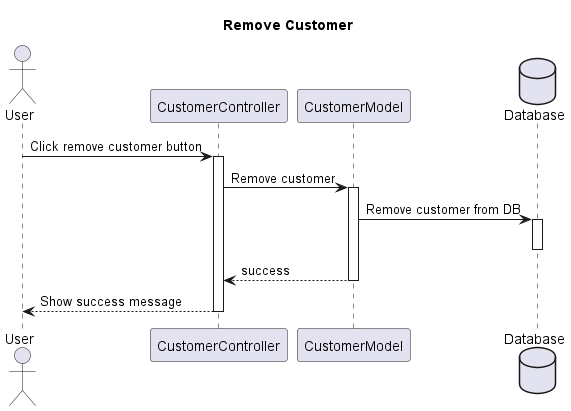 Remove Customer
User
CustomerController
CustomerModel
Database
Click remove customer button
Remove customer
Remove customer from DB
success
Show success message
User
CustomerController
CustomerModel
Database